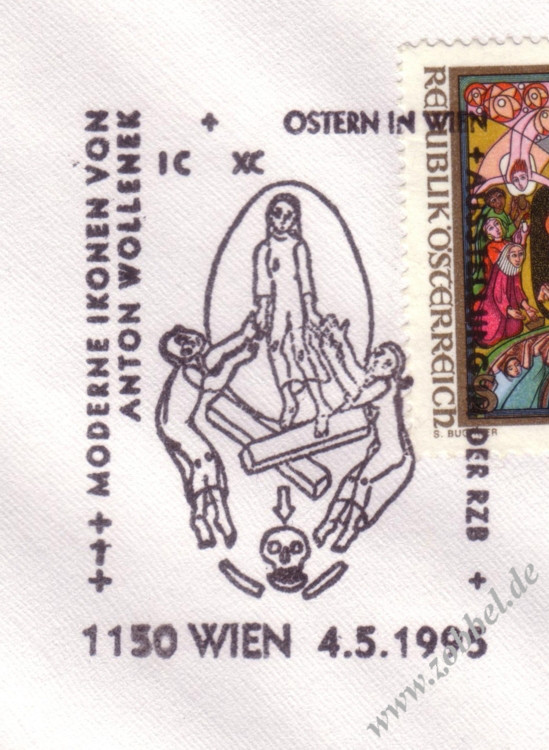 + OSTERN IN WIEN
+++ MODERNE IKONEN VON
ANTON WOLLENEK
IC XC
REPUBLIK ÖSTERREICH
DER RZB +
1150 WIEN 4.5.199
www.zobbel.de